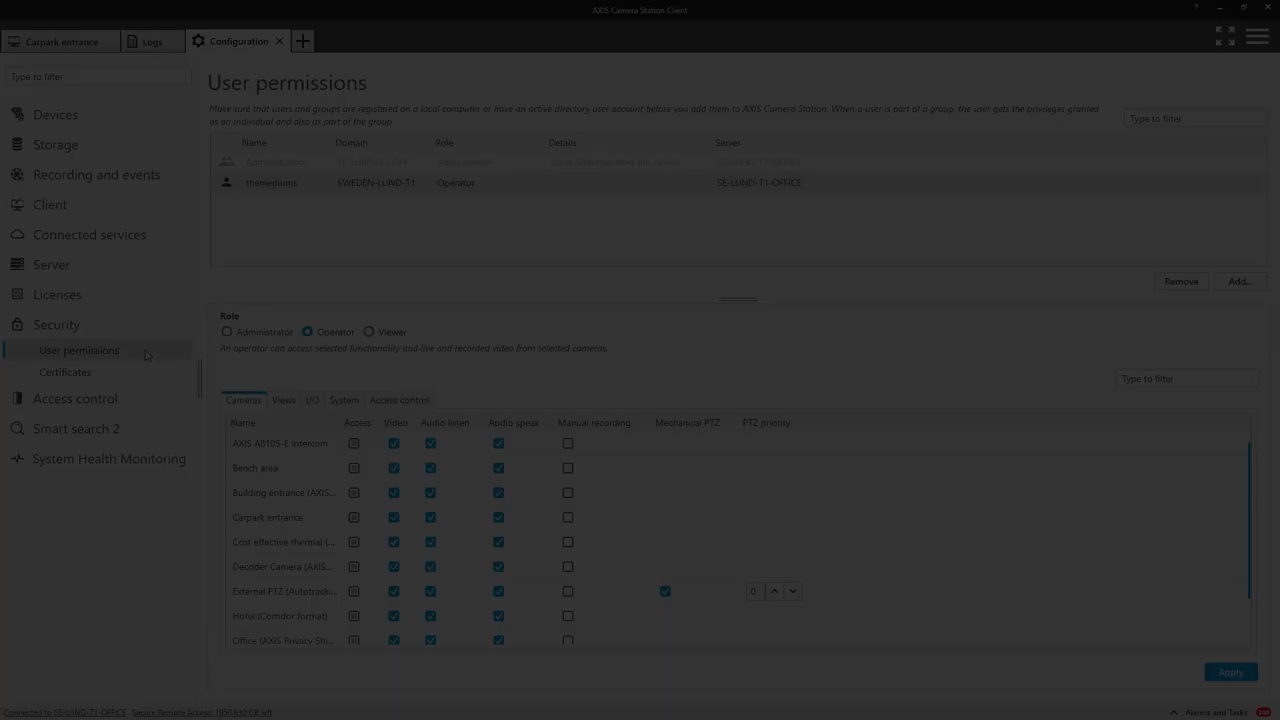 AXIS Camera Station Client
Carpark entrance
Logs
Configuration
Type to filter
Devices
Storage
Recording and events
Client
Connected services
Server
Licenses
Security
User permissions
Certificates
Access control
Smart search 2
System Health Monitoring
User permissions
Make sure that users and groups are registered on a local computer or have an active directory user account before you add them to AXIS Camera Station. When a user is part of a group, the user gets the privileges granted
as an individual and also as part of the group.
Type to filter
Name Domain Role Details Server
SWEDEN-LUND-T1 Operator SE-LUND-T1-OFFICE
Remove Add...
Role
Administrator Operator Viewer
An operator can access selected functionality and live and recorded video from selected cameras.
Type to filter
Cameras Views I/O System Access control
Name Access Video Audio listen Audio speak Manual recording Mechanical PTZ PTZ priority
AXIS A8105-E Intercom
Bench area
Building entrance (AXIS...
Carpark entrance
Cost effective thermal (...
Decoder Camera (AXIS...
External PTZ (Autotracki... 0
Hotel (Corridor format)
Office (AXIS Privacy Shi...
Apply
Connected to SE-LUND-T1-OFFICE Secure Remote Access:
Alarms and Tasks